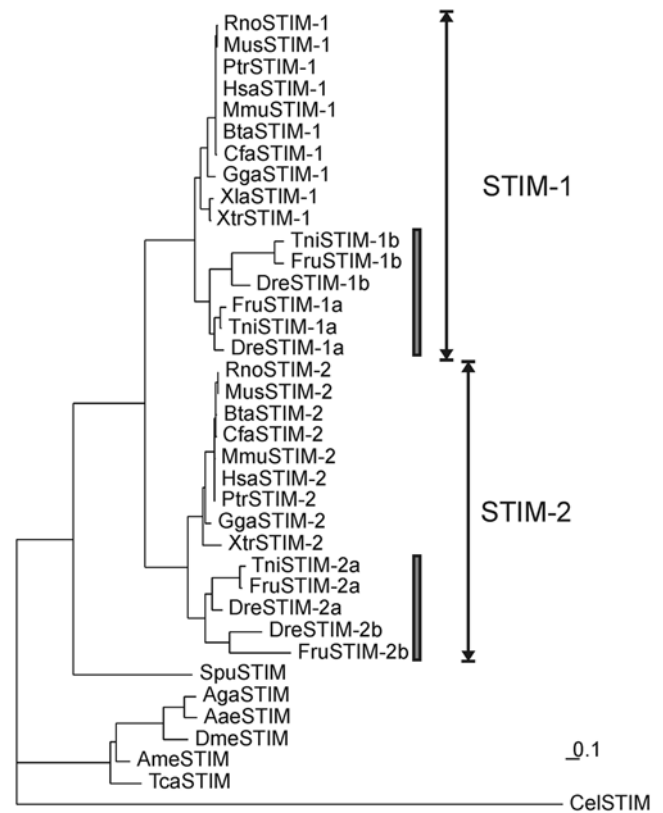 RnoSTIM-1
MusSTIM-1
PtrSTIM-1
HsaSTIM-1
MmuSTIM-1
BtaSTIM-1
CfaSTIM-1
GgaSTIM-1
XlaSTIM-1
XtrSTIM-1
TniSTIM-1b
FruSTIM-1b
DreSTIM-1b
FruSTIM-1a
TniSTIM-1a
DreSTIM-1a
STIM-1
RnoSTIM-2
MusSTIM-2
BtaSTIM-2
CfaSTIM-2
MmuSTIM-2
HsaSTIM-2
PtrSTIM-2
GgaSTIM-2
XtrSTIM-2
TniSTIM-2a
FruSTIM-2a
DreSTIM-2a
DreSTIM-2b
FruSTIM-2b
STIM-2
SpuSTIM
AgaSTIM
AaeSTIM
DmeSTIM
AmeSTIM
TcaSTIM
0.1
CelSTIM